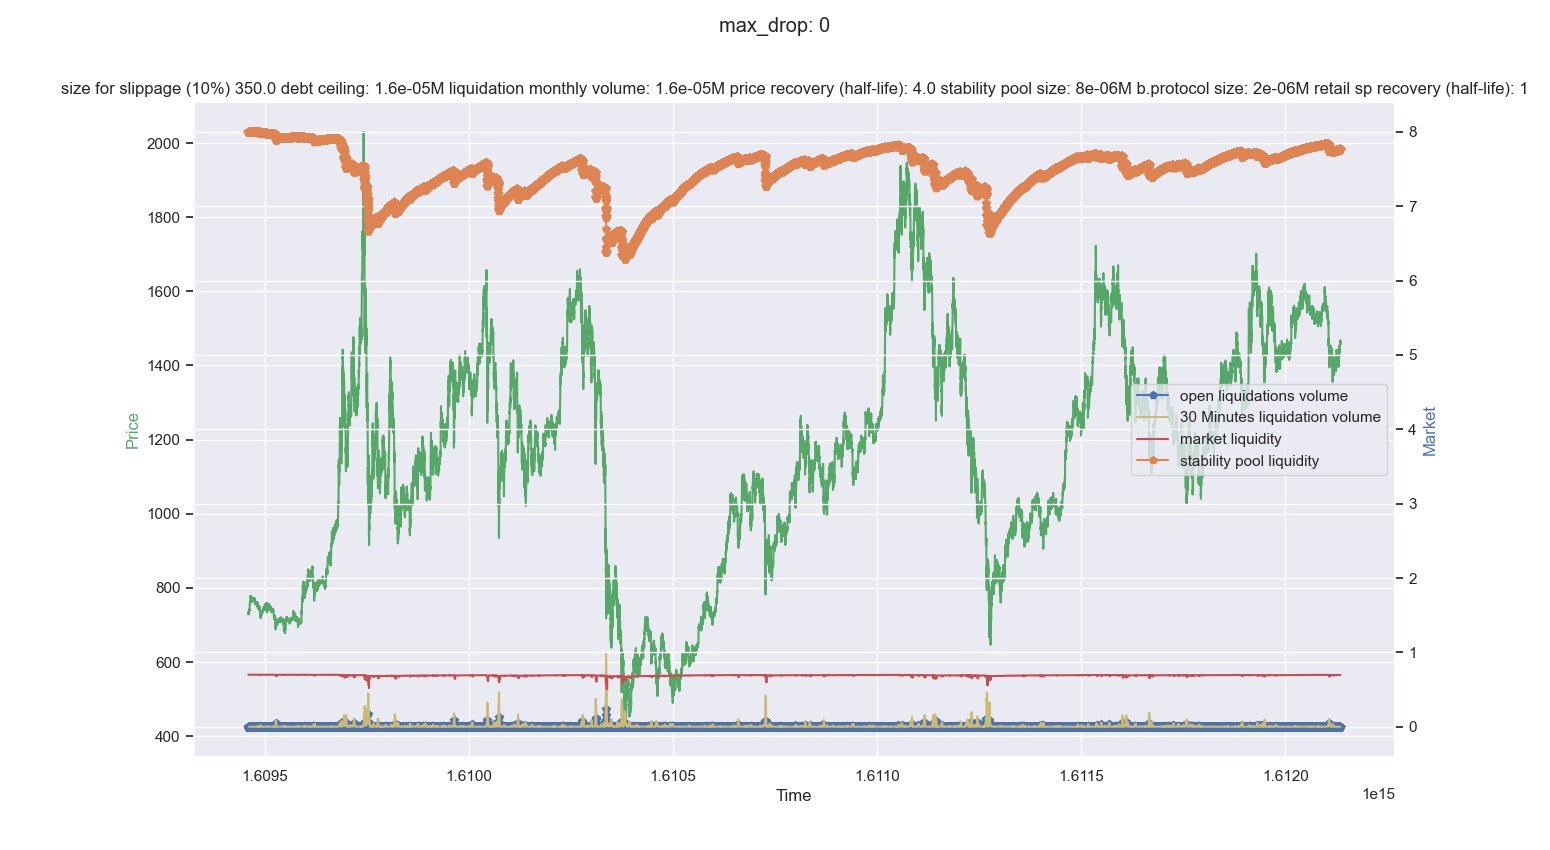 max_drop: 0
size for slippage (10%) 350.0 debt ceiling: 1.6e-05M liquidation monthly volume: 1.6e-05M price recovery (half-life): 4.0 stability pool size: 8e-06M b.protocol size: 2e-06M retail sp recovery (half-life): 1
2000
1800
1600
1400
1200
1000
800
600
400
Price
8
7
6
5
4
3
2
1
0
Market
open liquidations volume
30 Minutes liquidation volume
market liquidity
stability pool liquidity
1.6095 1.6100 1.6105 1.6110 1.6115 1.6120
Time
1e15